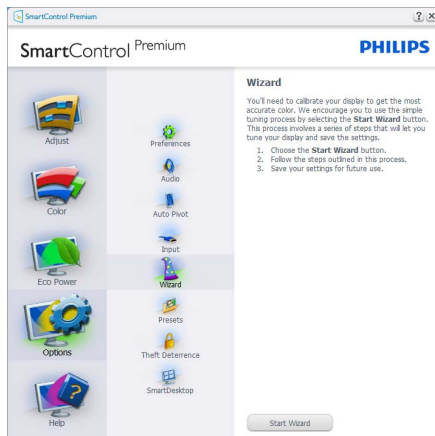 SmartControl Premium
SmartControl Premium
PHILIPS
Adjust
Color
Eco Power
Options
Help
Preferences
Audio
Auto Pivot
Input
Wizard
Presets
Theft Deterrence
SmartDesktop
Wizard
You'll need to calibrate your display to get the most
accurate color. We encourage you to use the simple
tuning process by selecting the Start Wizard button.
This process involves a series of steps that will let you
tune your display and save the settings.
1. Choose the Start Wizard button.
2. Follow the steps outlined in this process.
3. Save your settings for future use.
Start Wizard